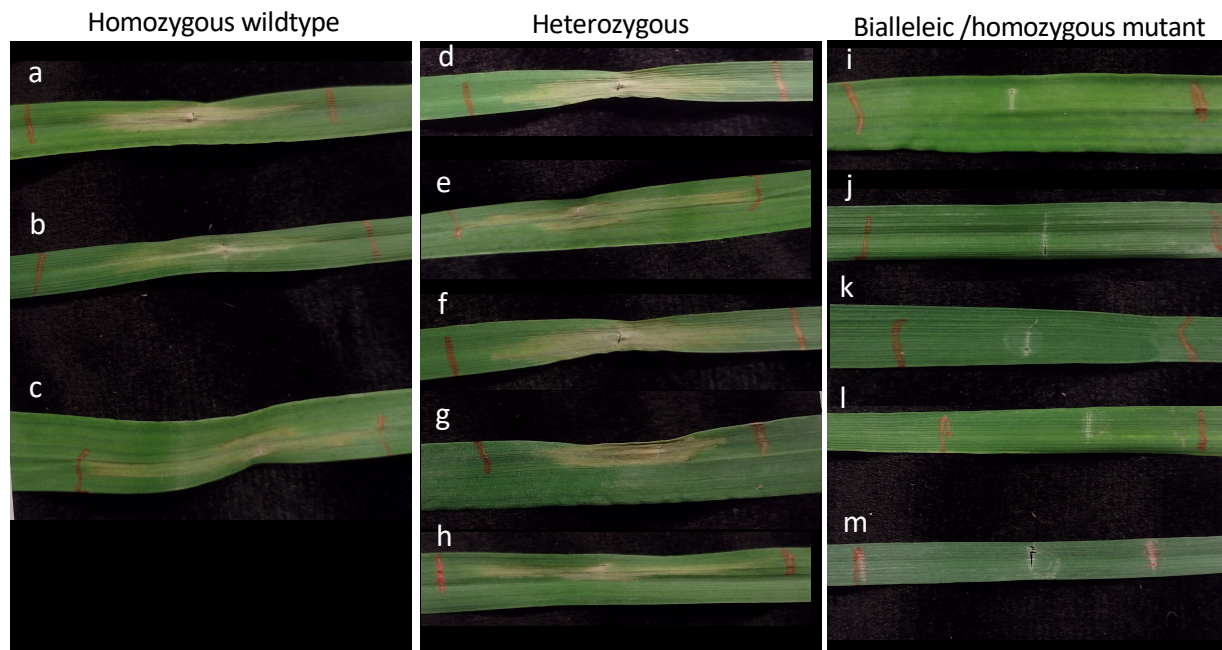 Homozygous wildtype
Heterozygous
Bialleleic /homozygous mutant
a
b
c
d
e
f
g
h
i
j
k
l
m